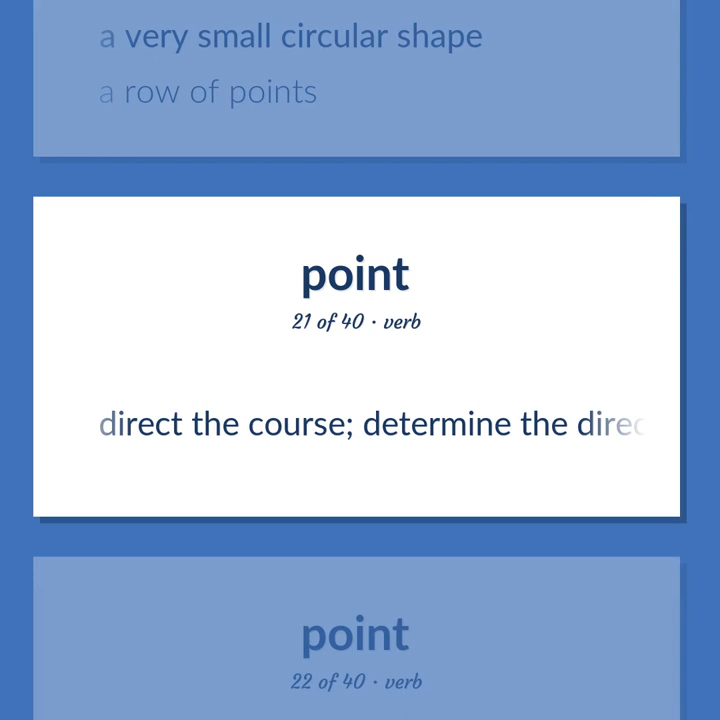 a very small circular shape
a row of points
point
21 of 40 · verb
direct the course; determine the direc
point
22 of 40 · verb